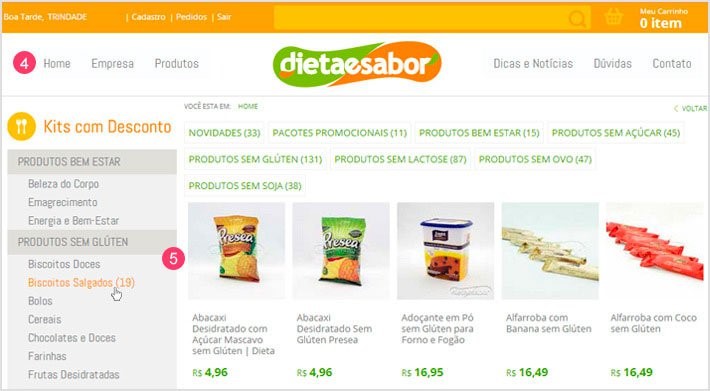 Boa Tarde, TRINDADE | Cadastro | Pedidos | Sair
Meu Carrinho
0 item
4 Home Empresa Produtos dietaesabor Dicas e Notícias Dúvidas Contato
VOCÊ ESTA EM: HOME < VOLTAR
Kits com Desconto
NOVIDADES (33) PACOTES PROMOCIONAIS (11) PRODUTOS BEM ESTAR (15) PRODUTOS SEM AÇÚCAR (45)
PRODUTOS SEM GLÚTEN (131) PRODUTOS SEM LACTOSE (87) PRODUTOS SEM OVO (47)
PRODUTOS SEM SOJA (38)
PRODUTOS BEM ESTAR
Beleza do Corpo
Emagrecimento
Energia e Bem-Estar
PRODUTOS SEM GLÚTEN
5
Biscoitos Doces
Biscoitos Salgados (19)
Bolos
Cereais
Chocolates e Doces
Farinhas
Frutas Desidratadas
Presea
Presea
Abacaxi
Desidratado com
Açúcar Mascavo
sem Glúten | Dieta
R$ 4,96
Abacaxi
Desidratado Sem
Glúten Presea
R$ 4,96
Adoçante em Pó
sem Glúten para
Forno e Fogão
R$ 16,95
Alfarroba com
Banana sem Glúten
R$ 16,49
Alfarroba com Coco
sem Glúten
R$ 16,49